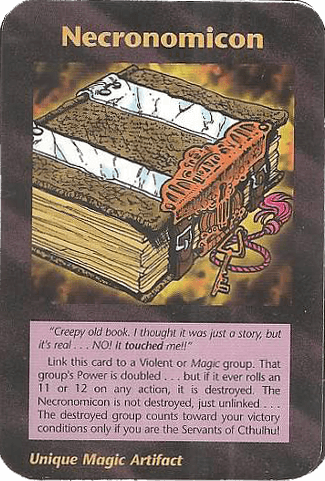 Necronomicon
"Creepy old book. I thought it was just a story, but
it's real . . . NO! It touched me!!"
Link this card to a Violent or Magic group. That
group's Power is doubled . . . but if it ever rolls an
11 or 12 on any action, it is destroyed. The
Necronomicon is not destroyed, just unlinked . . . .
The destroyed group counts toward your victory
conditions only if you are the Servants of Cthulhu!
Unique Magic Artifact